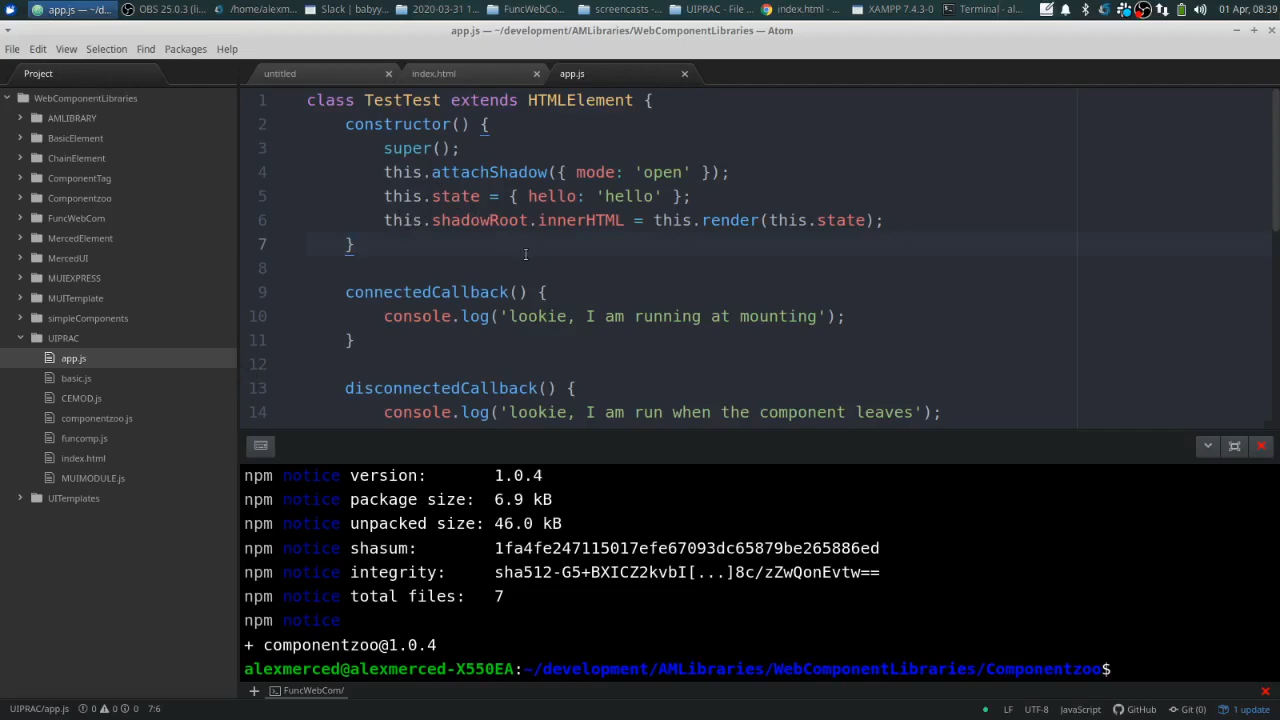 app.js — ~/d...
OBS 25.0.3 (li...
/home/alexm...
Slack | babyy...
2020-03-31 ...
FuncWebCo...
screencasts ...
UIPRAC - File ...
index.html - ...
XAMPP 7.4.3-0
Terminal - al...
01 Apr, 08:39
app.js — ~/development/AMLibraries/WebComponentLibraries — Atom
File Edit View Selection Find Packages Help
Project
untitled
index.html
app.js
WebComponentLibraries
AMLIBRARY
BasicElement
ChainElement
ComponentTag
Componentzoo
FuncWebCom
MercedElement
MercedUI
MUIEXPRESS
MUITemplate
simpleComponents
UIPRAC
app.js
basic.js
CEMOD.js
componentzoo.js
funcomp.js
index.html
MUIMODULE.js
UITemplates
1 class TestTest extends HTMLElement {
2 constructor() {
3 super();
4 this.attachShadow({ mode: 'open' });
5 this.state = { hello: 'hello' };
6 this.shadowRoot.innerHTML = this.render(this.state);
7 }
8
9 connectedCallback() {
10 console.log('lookie, I am running at mounting');
11 }
12
13 disconnectedCallback() {
14 console.log('lookie, I am run when the component leaves');
npm notice version: 1.0.4
npm notice package size: 6.9 kB
npm notice unpacked size: 46.0 kB
npm notice shasum: 1fa4fe247115017efe67093dc65879be265886ed
npm notice integrity: sha512-G5+BXICZ2kvbI[...]8c/zZwQonEvtw==
npm notice total files: 7
npm notice
+ componentzoo@1.0.4
alexmerced@alexmerced-X550EA:~/development/AMLibraries/WebComponentLibraries/Componentzoo$
+ FuncWebCom/
UIPRAC/app.js 0 0 0 7:6
LF UTF-8 JavaScript GitHub Git (0) 1 update